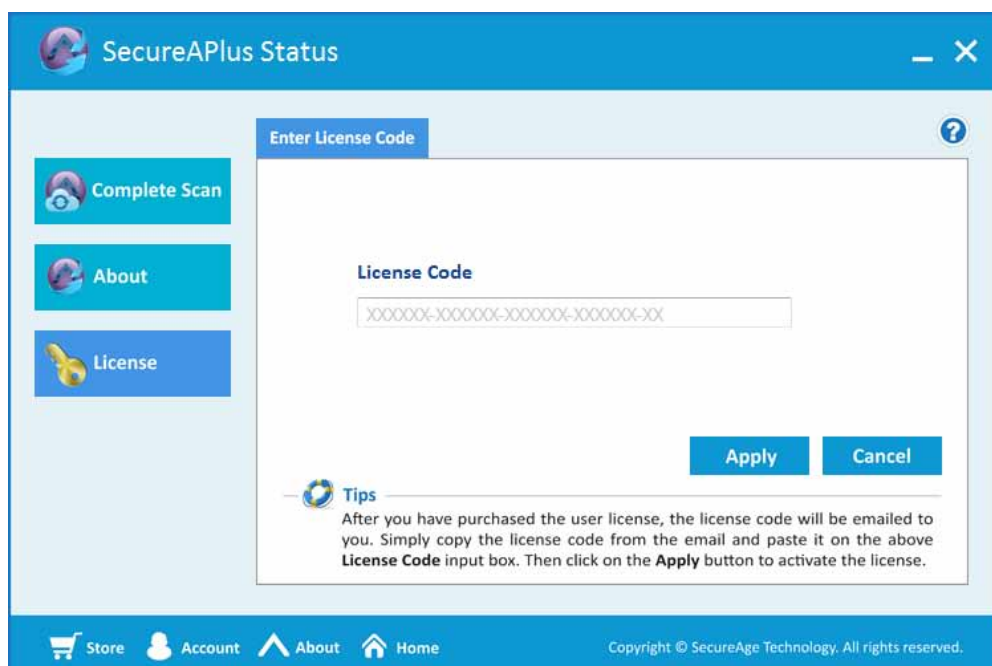 SecureAPlus Status
Enter License Code
?
Complete Scan
About
License
License Code
XXXXXX-XXXXXX-XXXXXX-XXXXXX-XX
Apply
Cancel
Tips
After you have purchased the user license, the license code will be emailed to
you. Simply copy the license code from the email and paste it on the above
License Code input box. Then click on the Apply button to activate the license.
Store
Account
About
Home
Copyright © SecureAge Technology. All rights reserved.